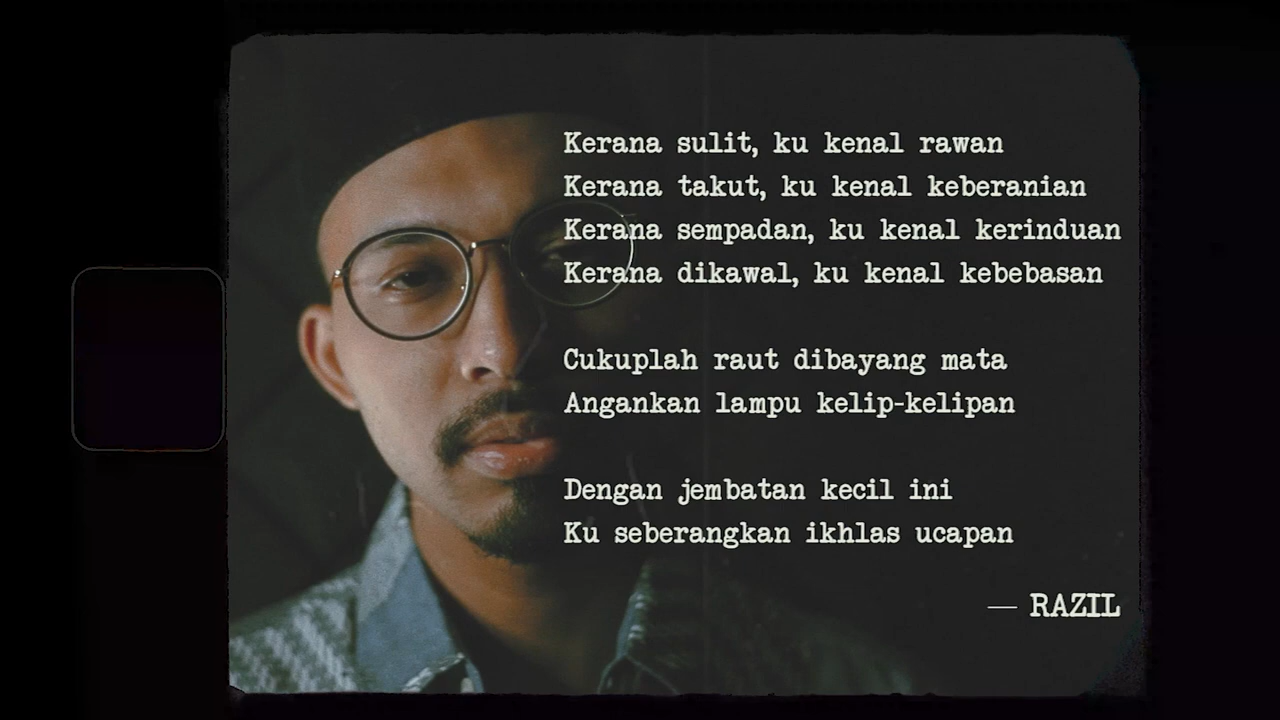 Kerana sulit, ku kenal rawan
Kerana takut, ku kenal keberanian
Kerana sempadan, ku kenal kerinduan
Kerana dikawal, ku kenal kebebasan
Cukuplah raut dibayang mata
Angankan lampu kelip-kelipan
Dengan jembatan kecil ini
Ku seberangkan ikhlas ucapan
— RAZIL